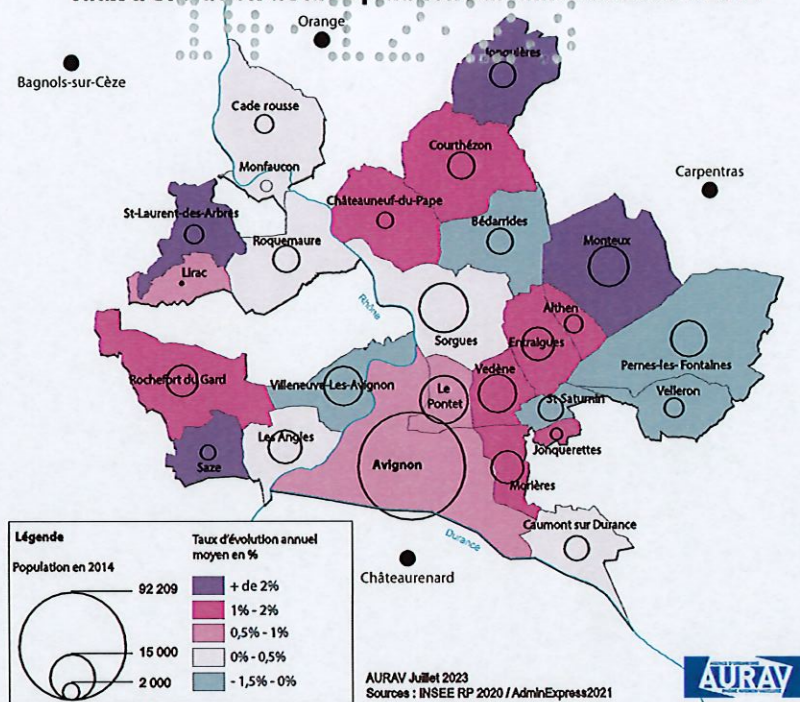 Orange
Bagnols-sur-Cèze
Jonquières
Cade rousse
Courthézon
Monfaucon
Carpentras
Châteauneuf-du-Pape
St-Laurent-des-Arbres
Bédarrides
Roquemaure
Monteux
Lirac
Rhône
Althen
Sorgues
Entraigues
Pernes-les-Fontaines
Rochefort du Gard
Villeneuve-Les-Avignon
Vedène
Le
Pontet
St Saturnin
Velleron
Les Angles
Saze
Avignon
Jonquerettes
Morières
Caumont sur Durance
Durance
Châteaurenard
Légende
Population en 2014
92 209
15 000
2 000
Taux d'évolution annuel
moyen en %
+ de 2%
1% - 2%
0,5% - 1%
0% - 0,5%
- 1,5% - 0%
AURAV Juillet 2023
Sources : INSEE RP 2020 / AdminExpress2021
AURAV